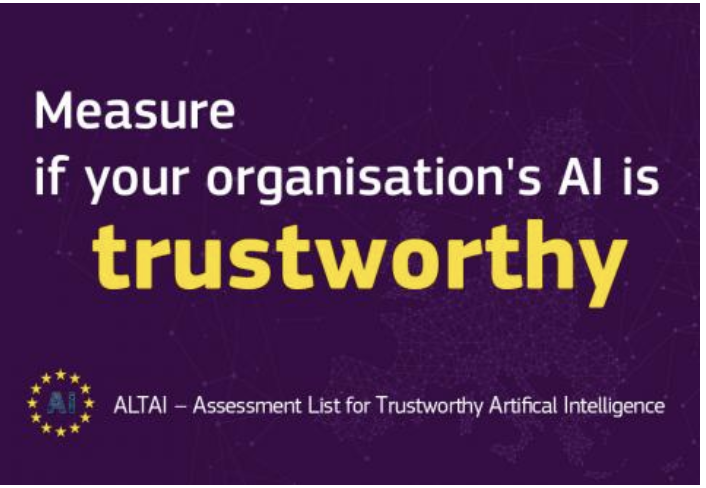 Measure
if your organisation's AI is
trustworthy
Ai
ALTAI – Assessment List for Trustworthy Artifical Intelligence